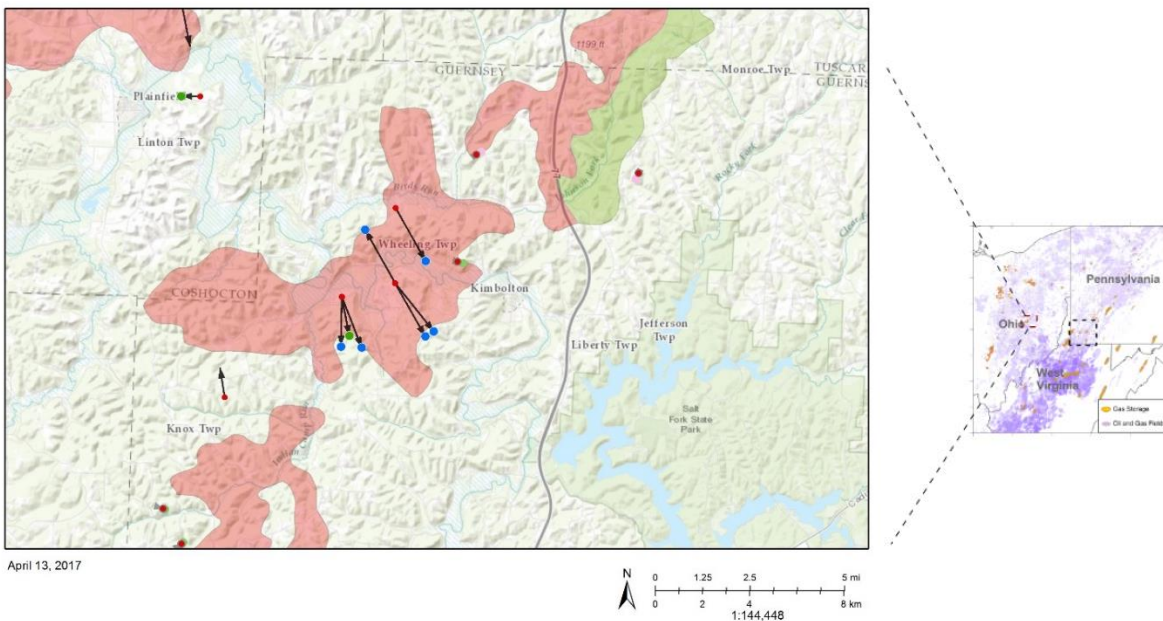 1199 ft
GUERNSEY
Monroe Twp
TUSCAR
GUERNS
Plainfie
Linton Twp
77
Wheeling Twp
COSHOCTON
Kimbolton
Jefferson
Twp
Liberty Twp
Salt
Fork State
Park
Knox Twp
April 13, 2017
N
0 1.25 2.5 5 mi
0 2 4 8 km
1:144,448
Pennsylvania
Ohio
West
Virginia
Gas Storage
Oil and Gas Field